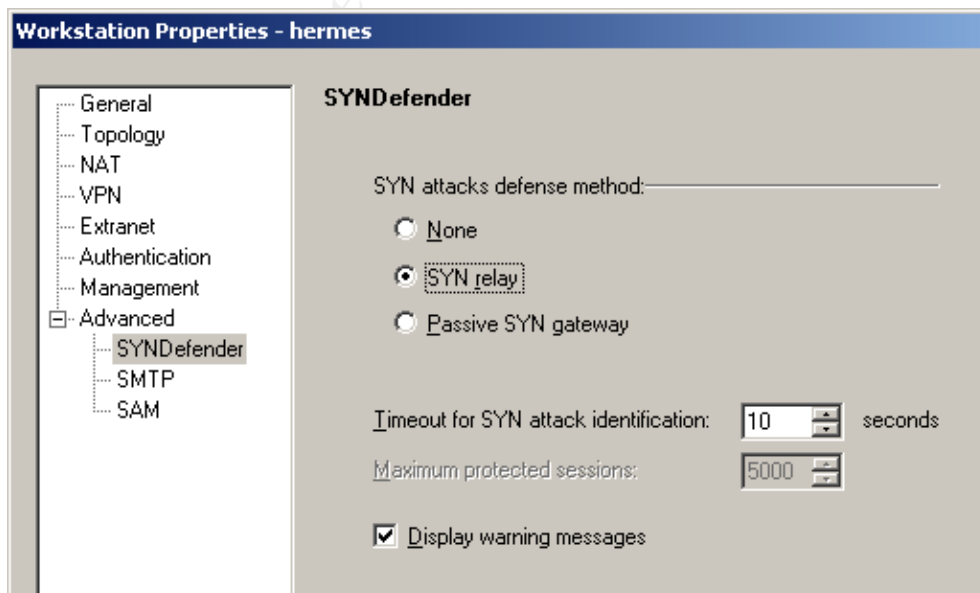 Workstation Properties - hermes
General
Topology
NAT
VPN
Extranet
Authentication
Management
Advanced
SYNDefender
SMTP
SAM
SYNDefender
SYN attacks defense method:
None
SYN relay
Passive SYN gateway
Timeout for SYN attack identification: 10 seconds
Maximum protected sessions: 5000
Display warning messages